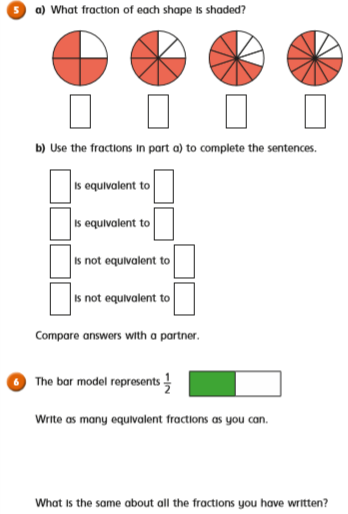 5 a) What fraction of each shape is shaded?
b) Use the fractions in part a) to complete the sentences.
is equivalent to
is equivalent to
is not equivalent to
is not equivalent to
Compare answers with a partner.
6 The bar model represents 1/2
Write as many equivalent fractions as you can.
What is the same about all the fractions you have written?